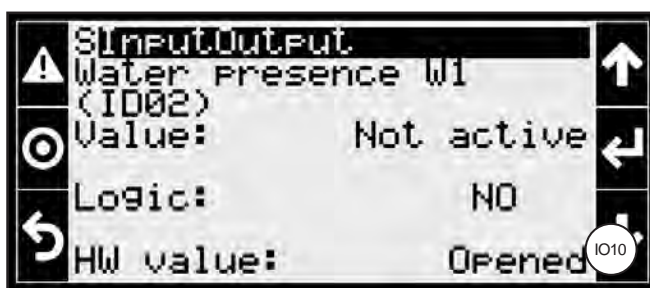 SInputOutput
Water presence W1
(ID02)
Value: Not active
Logic: NO
HW value: Opened
IO10